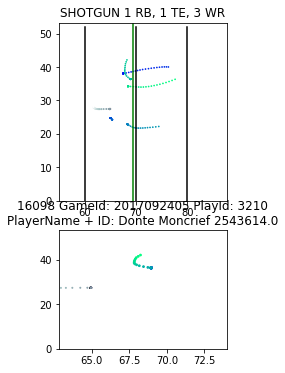 SHOTGUN 1 RB, 1 TE, 3 WR
50
40
30
20
10
0
60 70 80
16098 GameId: 2017092405 PlayId: 3210
PlayerName + ID: Donte Moncrief 2543614.0
40
20
0
65.0 67.5 70.0 72.5